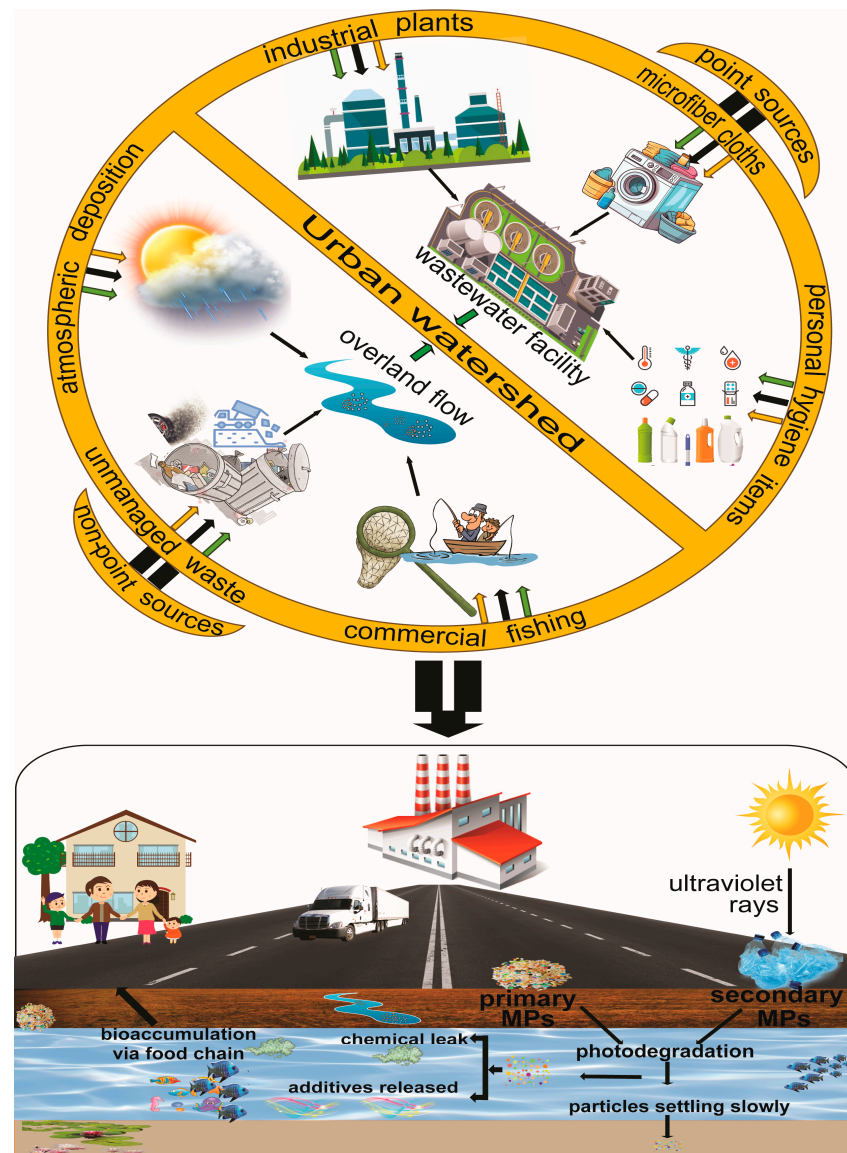 industrial plants
point sources
microfiber cloths
atmospheric deposition
Urban watershed
wastewater facility
overland flow
personal hygiene items
unmanaged waste
non-point sources
commercial fishing
ultraviolet
rays
primary
MPs
secondary
MPs
bioaccumulation
via food chain
chemical leak
photodegradation
additives released
particles settling slowly